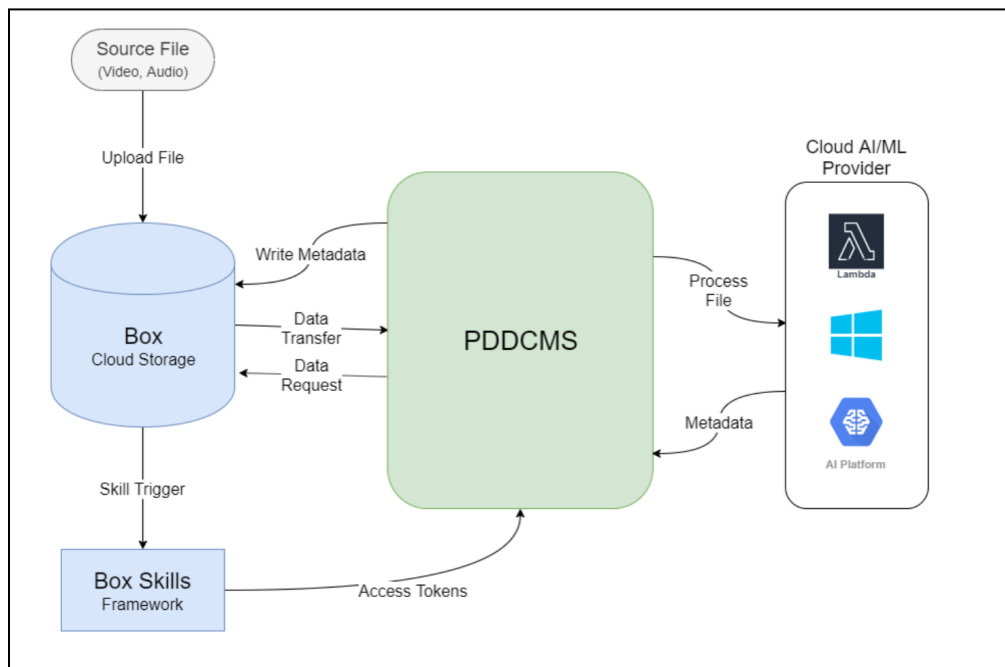 Source File
(Video, Audio)
Upload File
Cloud AI/ML
Provider
Write Metadata
Lambda
Process
File
Data
Transfer
Box
Cloud Storage
PDDCMS
Data
Request
Metadata
AI Platform
Skill Trigger
Box Skills
Framework
Access Tokens